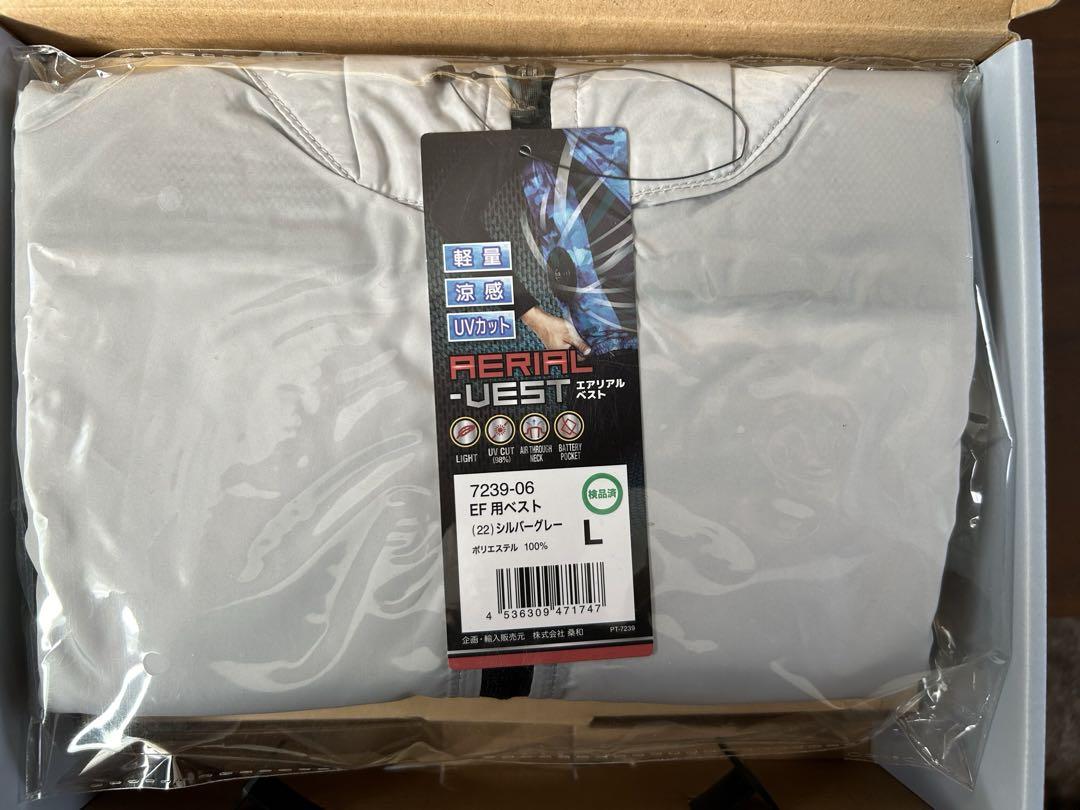 軽量
涼感
UVカット
AERIAL
-VEST エアリアル
ベスト
LIGHT
UV CUT
(98%)
AIR THROUGH
NECK
BATTERY
POCKET
7239-06
検品済
EF用ベスト
(22)シルバーグレー
L
ポリエステル 100%
4 536309 471747
企画・輸入販売元 株式会社 桑和
PT-7239